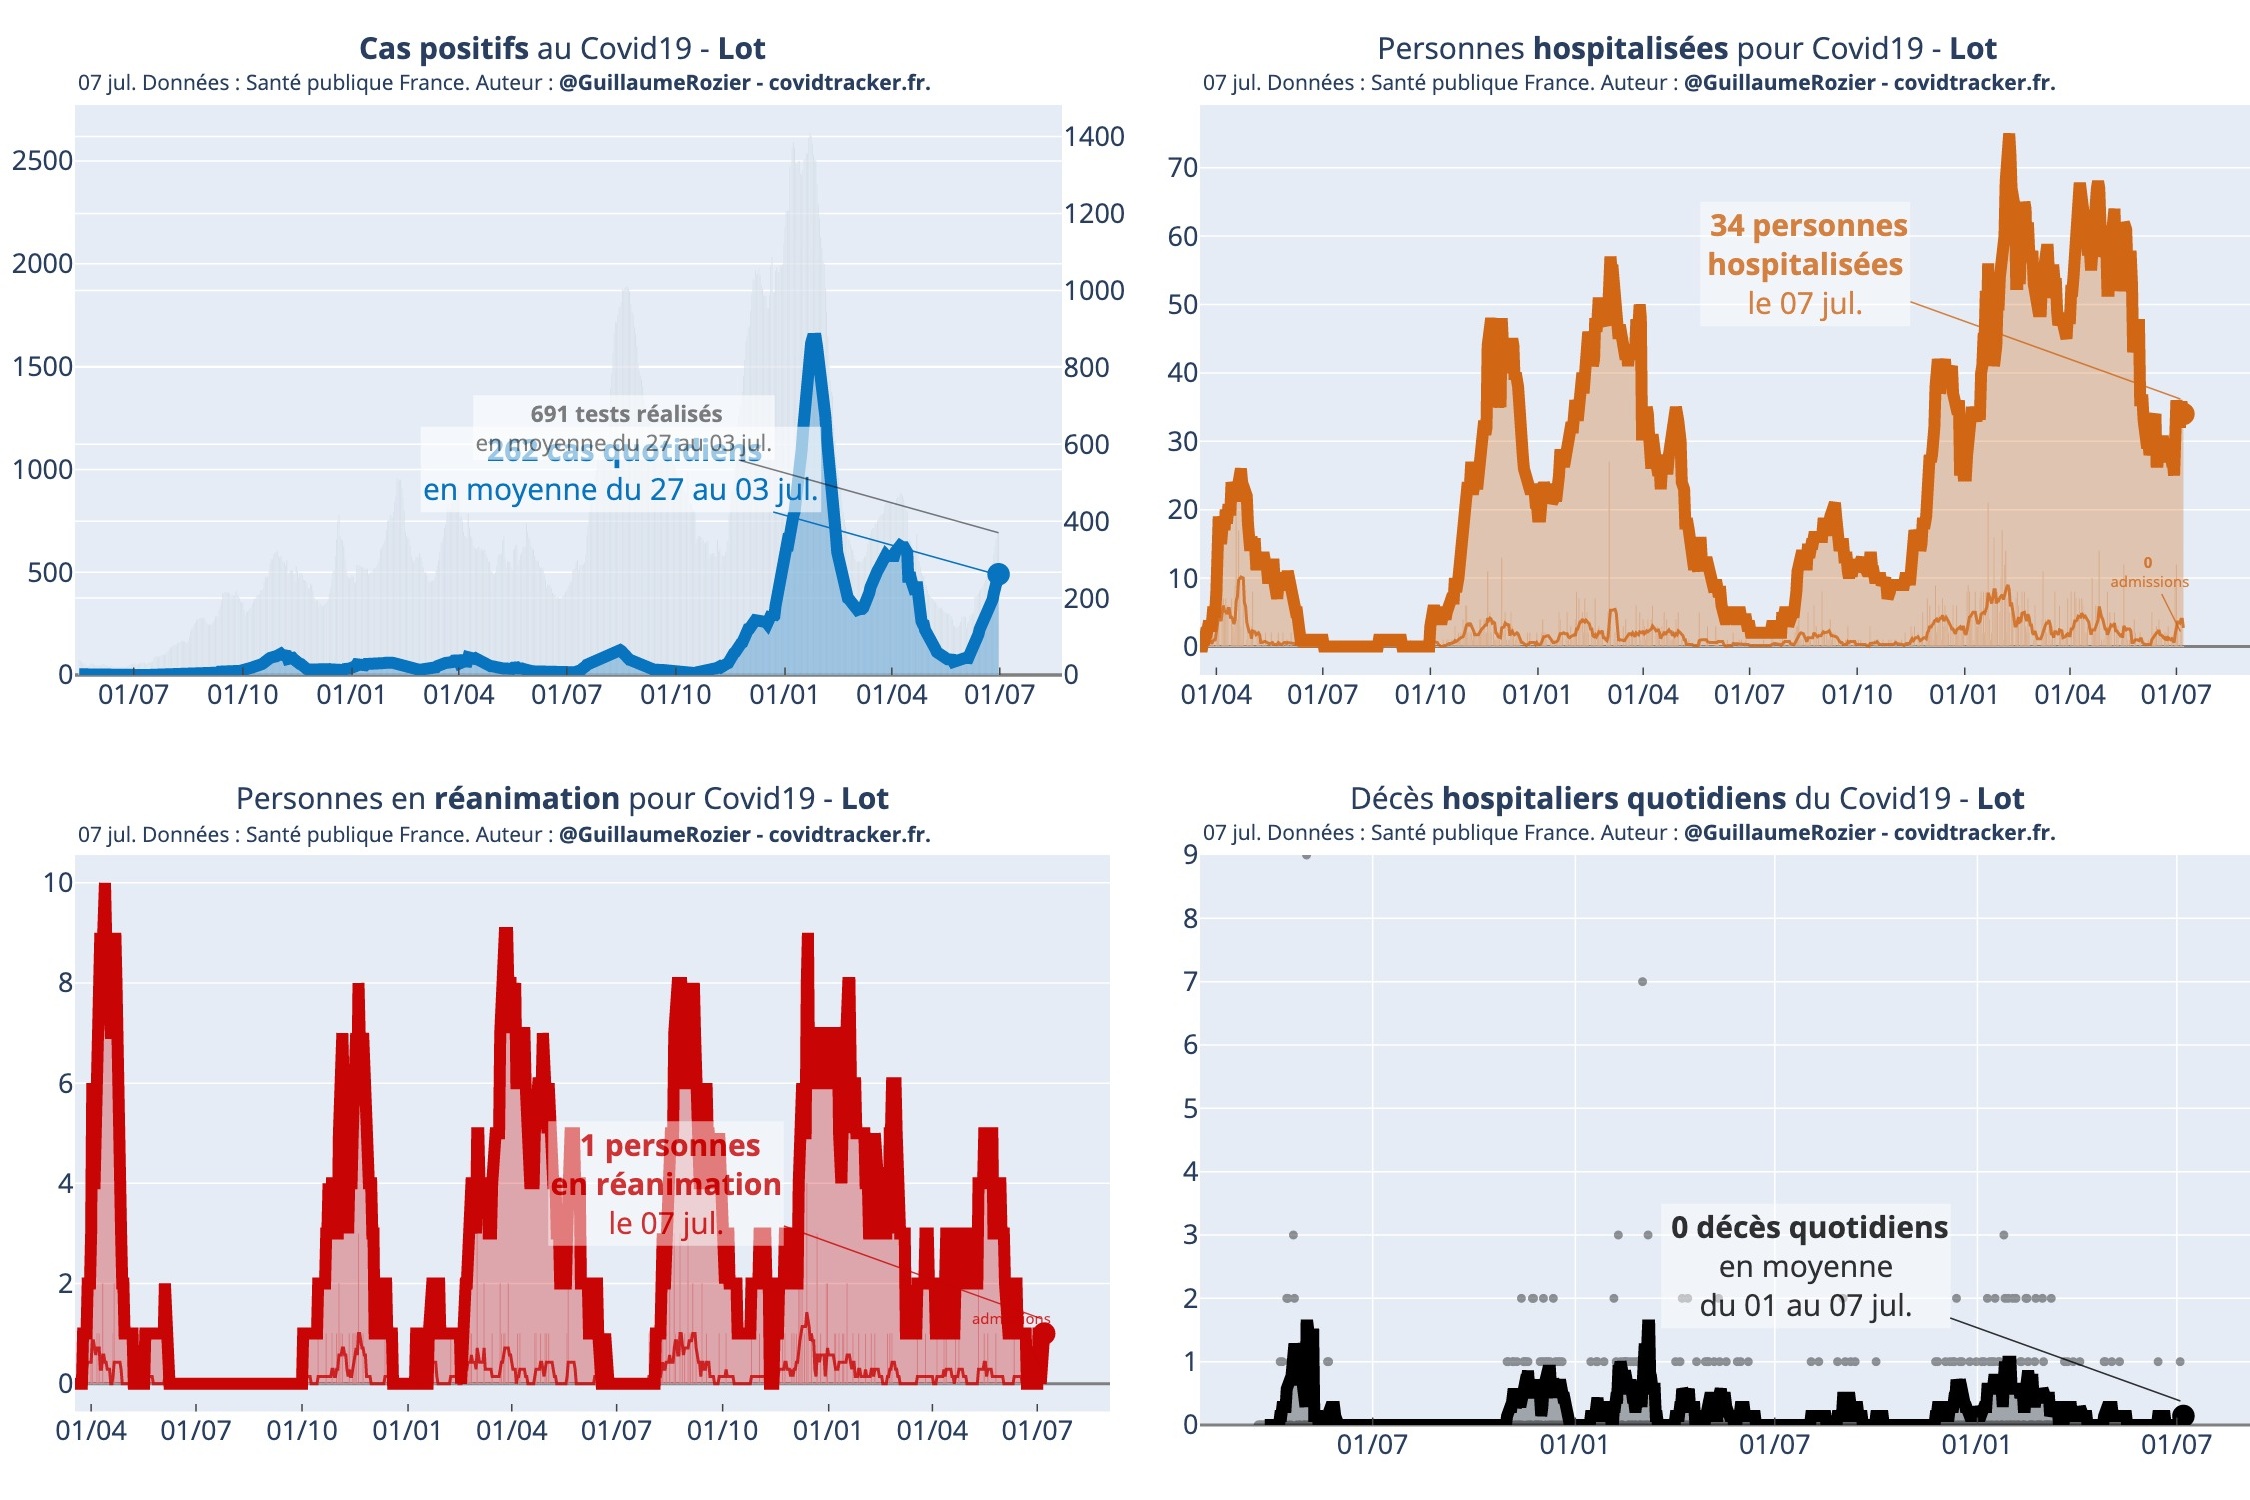 Cas positifs au Covid19 - Lot
07 jul. Données : Santé publique France. Auteur : @GuillaumeRozier - covidtracker.fr.
2500
2000
1500
1000
500
0
1400
1200
1000
800
600
400
200
0
691 tests réalisés
en moyenne du 27 au 03 jul.
262 cas quotidiens
en moyenne du 27 au 03 jul.
01/07 01/10 01/01 01/04 01/07 01/10 01/01 01/04 01/07
Personnes hospitalisées pour Covid19 - Lot
07 jul. Données : Santé publique France. Auteur : @GuillaumeRozier - covidtracker.fr.
70
60
50
40
30
20
10
0
34 personnes
hospitalisées
le 07 jul.
0
admissions
01/04 01/07 01/10 01/01 01/04 01/07 01/10 01/01 01/04 01/07
Personnes en réanimation pour Covid19 - Lot
07 jul. Données : Santé publique France. Auteur : @GuillaumeRozier - covidtracker.fr.
10
8
6
4
2
0
1 personnes
en réanimation
le 07 jul.
admissions
01/04 01/07 01/10 01/01 01/04 01/07 01/10 01/01 01/04 01/07
Décès hospitaliers quotidiens du Covid19 - Lot
07 jul. Données : Santé publique France. Auteur : @GuillaumeRozier - covidtracker.fr.
9
8
7
6
5
4
3
2
1
0
0 décès quotidiens
en moyenne
du 01 au 07 jul.
01/07 01/01 01/07 01/01 01/07